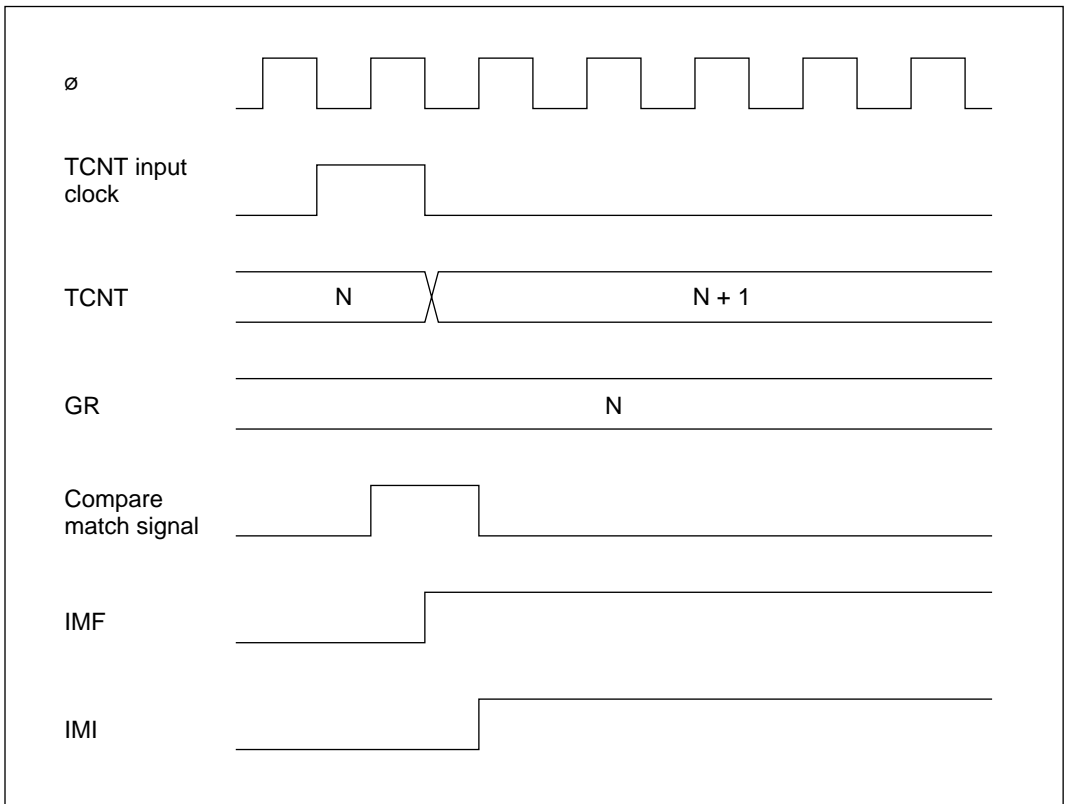 ø
TCNT input
clock
TCNT
N
N + 1
GR
N
Compare
match signal
IMF
IMI